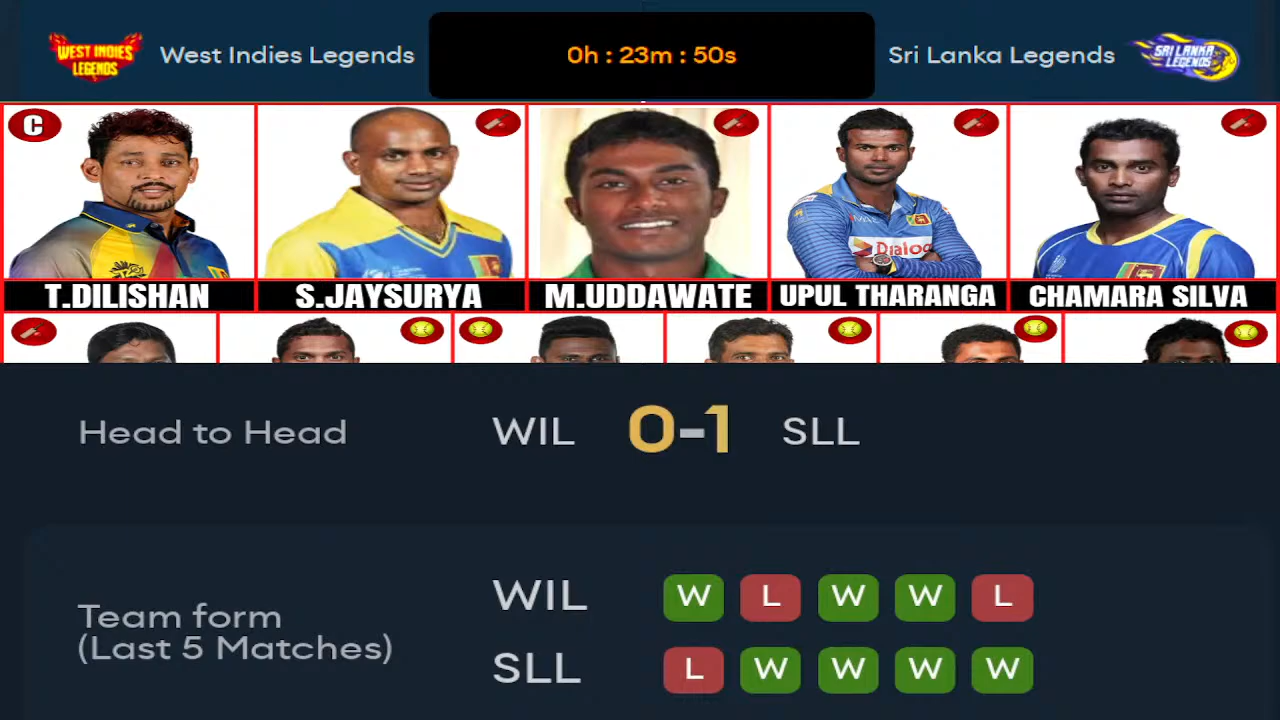 WEST INDIES
LEGENDS
West Indies Legends
0h : 23m : 50s
Sri Lanka Legends
SRI LANKA
LEGENDS
C
Dialog
T.DILISHAN
S.JAYSURYA
M.UDDAWATE
UPUL THARANGA
CHAMARA SILVA
Head to Head
WIL 0-1 SLL
WIL W L W W L
Team form
(Last 5 Matches)
SLL L W W W W